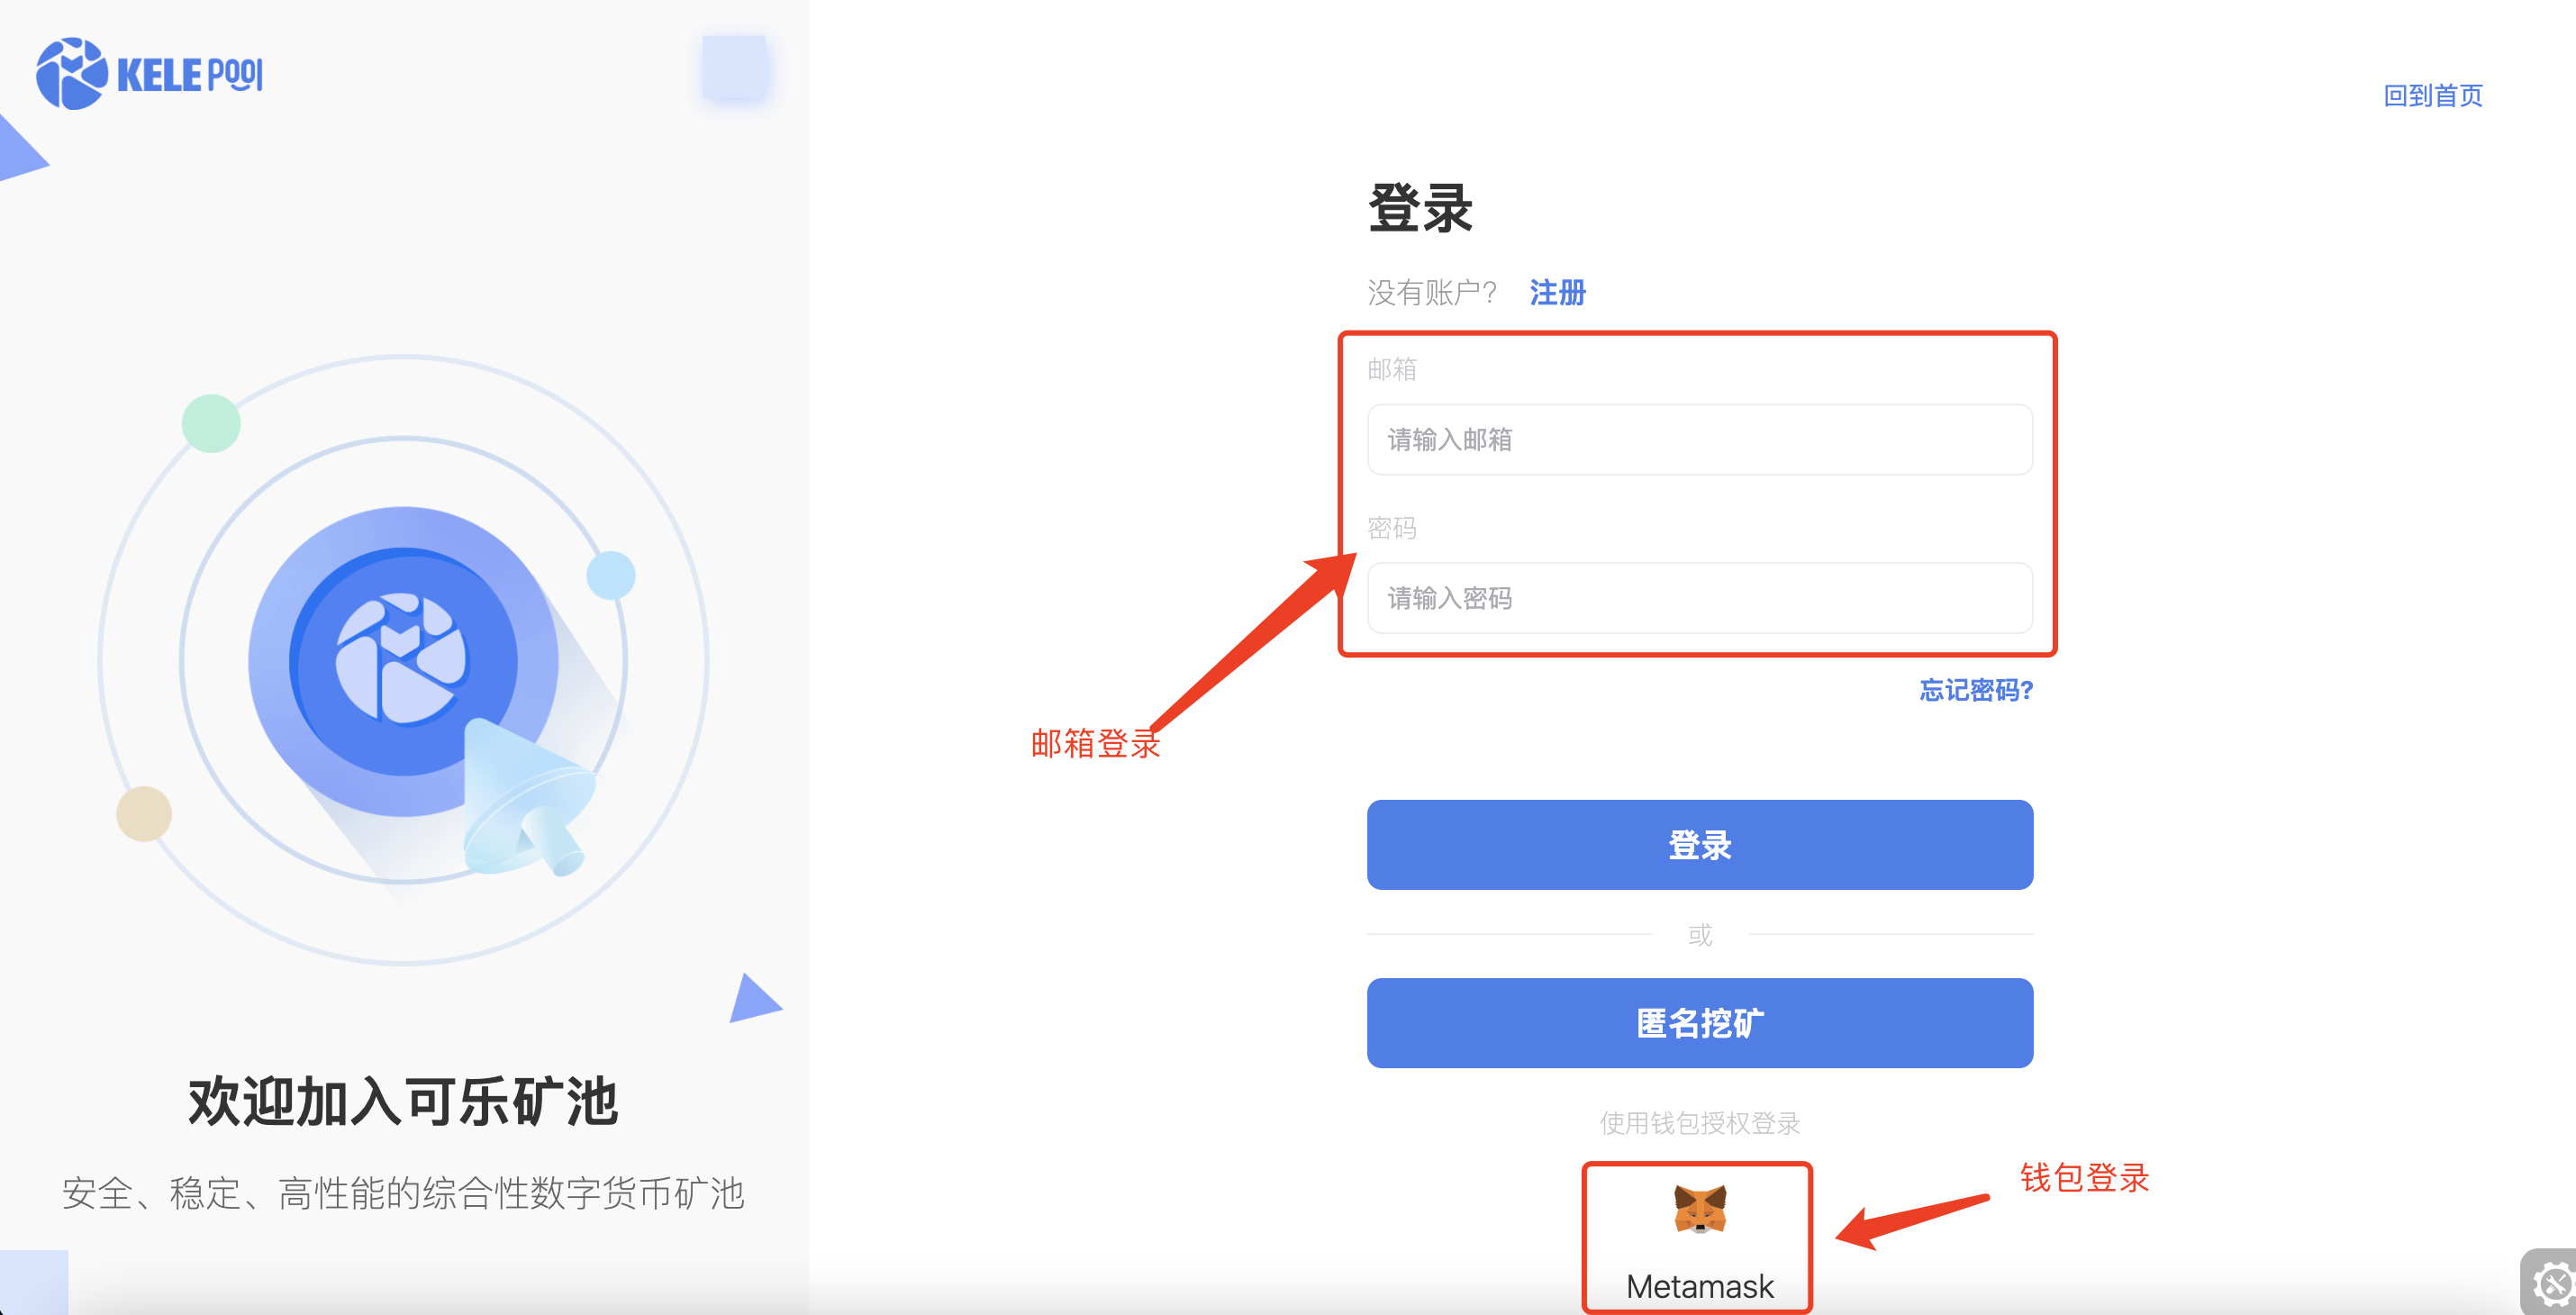 KELE POOl
欢迎加入可乐矿池
安全、稳定、高性能的综合性数字货币矿池
回到首页
登录
没有账户? 注册
邮箱
请输入邮箱
密码
请输入密码
忘记密码?
邮箱登录
登录
或
匿名挖矿
使用钱包授权登录
钱包登录
Metamask